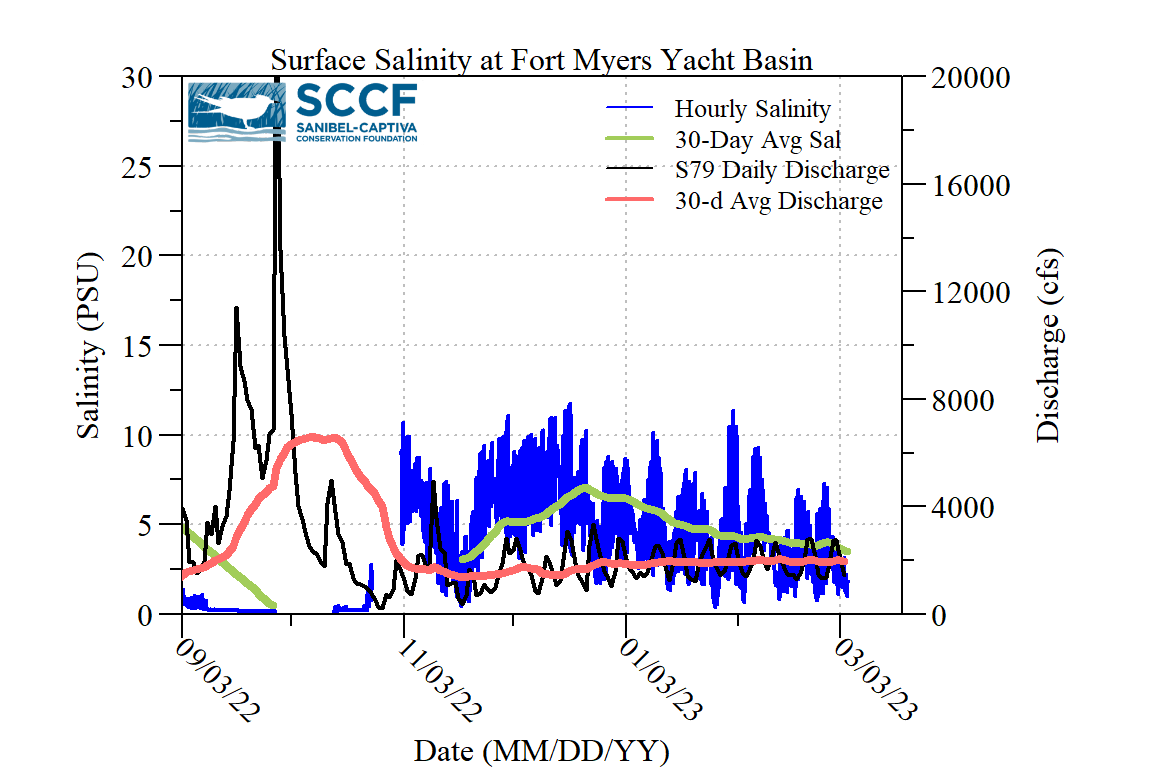 Surface Salinity at Fort Myers Yacht Basin
SCCF
SANIBEL-CAPTIVA
CONSERVATION FOUNDATION
Hourly Salinity
30-Day Avg Sal
S79 Daily Discharge
30-d Avg Discharge
30
25
20
15
10
5
0
Salinity (PSU)
20000
16000
12000
8000
4000
0
Discharge (cfs)
09/03/22
11/03/22
01/03/23
03/03/23
Date (MM/DD/YY)